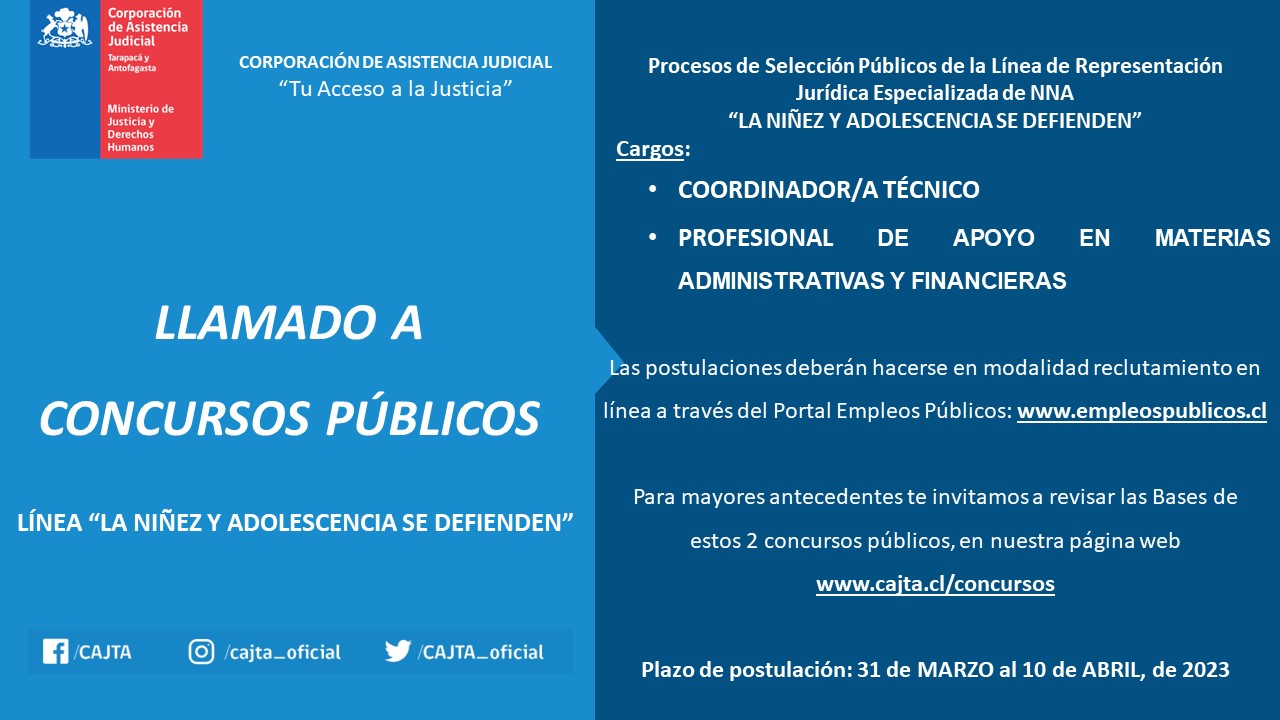 Corporación
de Asistencia
Judicial
Tarapacá y
Antofagasta
Ministerio de
Justicia y
Derechos
Humanos
CORPORACIÓN DE ASISTENCIA JUDICIAL
“Tu Acceso a la Justicia”
LLAMADO A
CONCURSOS PÚBLICOS
LÍNEA “LA NIÑEZ Y ADOLESCENCIA SE DEFIENDEN”
/CAJTA
/cajta_oficial
/CAJTA_oficial
Procesos de Selección Públicos de la Línea de Representación
Jurídica Especializada de NNA
“LA NIÑEZ Y ADOLESCENCIA SE DEFIENDEN”
Cargos:
• COORDINADOR/A TÉCNICO
• PROFESIONAL DE APOYO EN MATERIAS
ADMINISTRATIVAS Y FINANCIERAS
Las postulaciones deberán hacerse en modalidad reclutamiento en
línea a través del Portal Empleos Públicos: www.empleospublicos.cl
Para mayores antecedentes te invitamos a revisar las Bases de
estos 2 concursos públicos, en nuestra página web
www.cajta.cl/concursos
Plazo de postulación: 31 de MARZO al 10 de ABRIL, de 2023